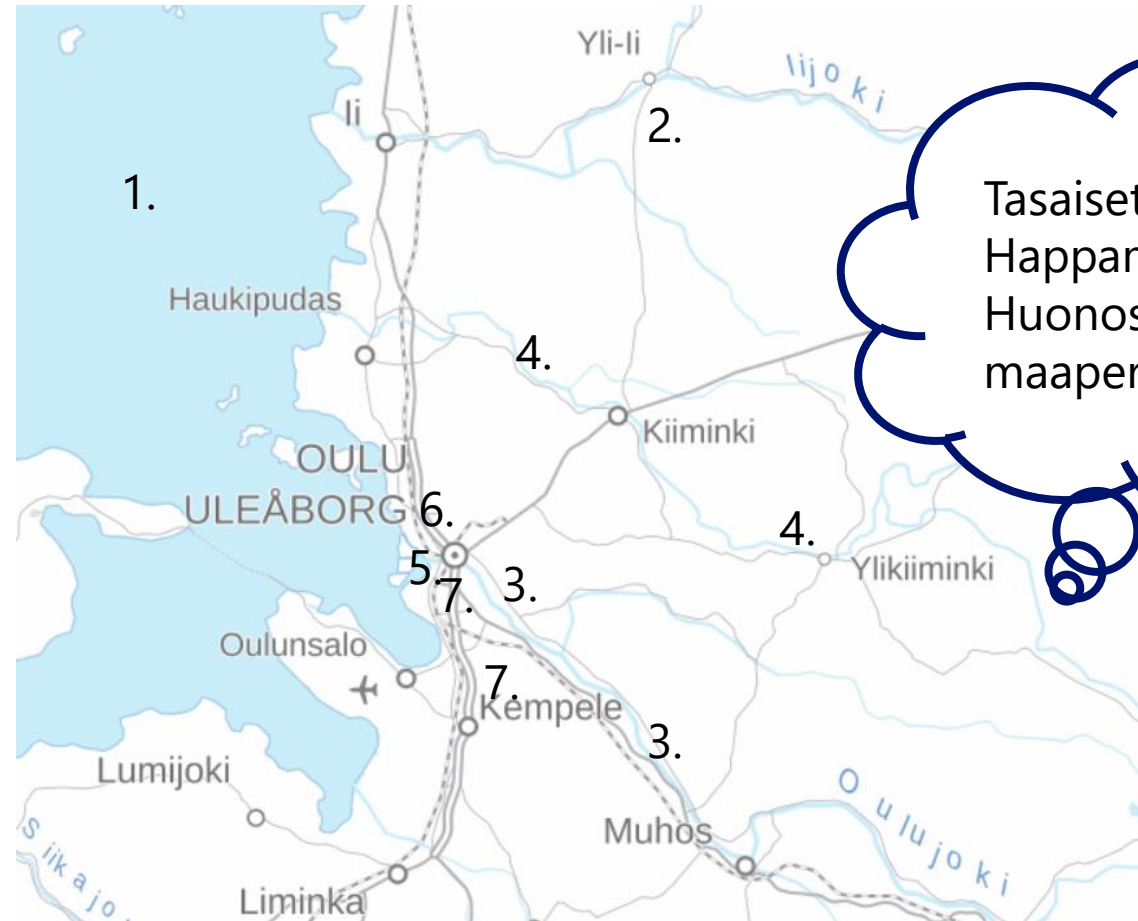 Yli-Ii
Iijoki
2.
Ii
1.
Haukipudas
4.
Kiiminki
OULU
ULEÅBORG
6.
5.
7.
3.
4.
Ylikiiminki
Oulunsalo
7.
Kempele
3.
Lumijoki
Muhos
Oulujoki
Liminka
Siikajo
Tasaiset
Happan
Huonos
maaper